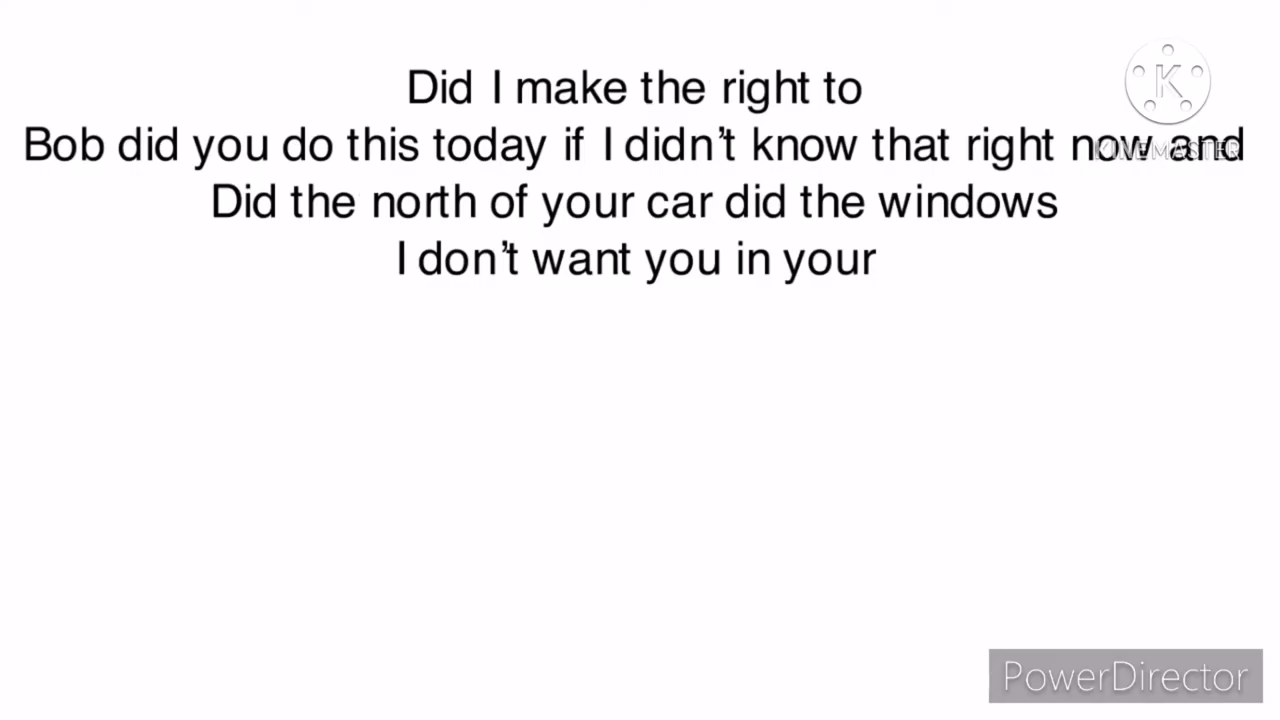 Did I make the right to
Bob did you do this today if I didn’t know that right now and
Did the north of your car did the windows
I don’t want you in your
K
KINEMASTER
PowerDirector